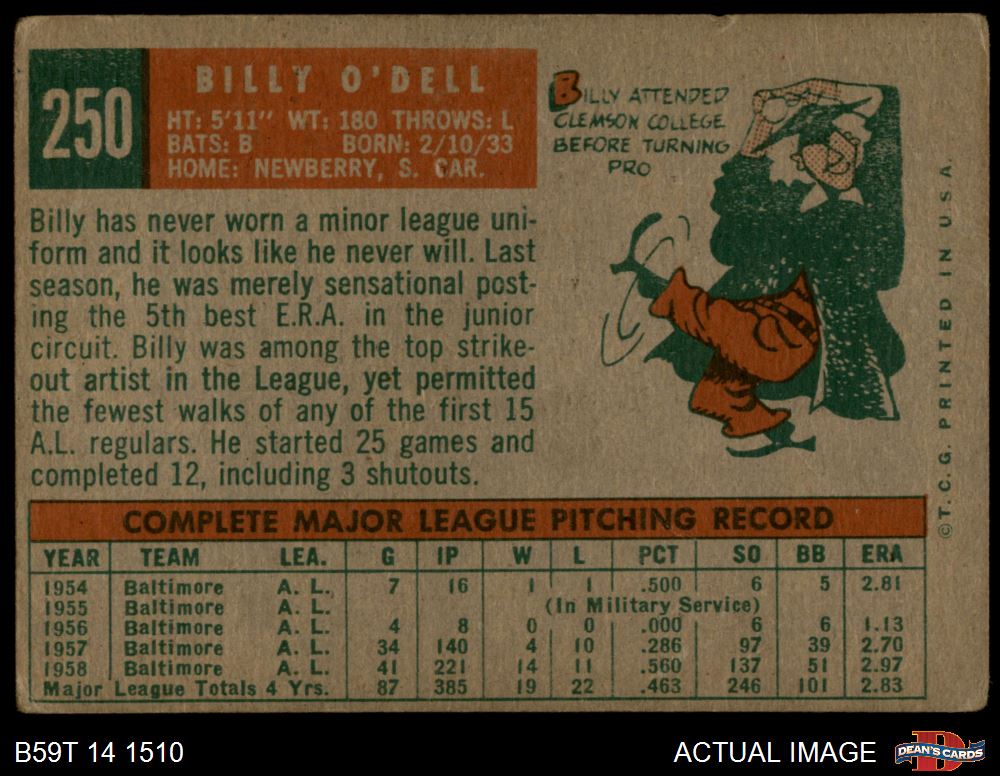 250
BILLY O'DELL
HT: 5'11" WT: 180 THROWS: L
BATS: B BORN: 2/10/33
HOME: NEWBERRY, S. CAR.
BILLY ATTENDED
CLEMSON COLLEGE
BEFORE TURNING
PRO
Billy has never worn a minor league uni-
form and it looks like he never will. Last
season, he was merely sensational post-
ing the 5th best E.R.A. in the junior
circuit. Billy was among the top strike-
out artist in the League, yet permitted
the fewest walks of any of the first 15
A.L. regulars. He started 25 games and
completed 12, including 3 shutouts.
©T.C.G. PRINTED IN U.S.A.
COMPLETE MAJOR LEAGUE PITCHING RECORD
YEAR TEAM LEA. G IP W L PCT SO BB ERA
1954 Baltimore A. L. 7 16 1 1 .500 6 5 2.81
1955 Baltimore A. L. (In Military Service)
1956 Baltimore A. L. 4 8 0 0 .000 6 6 1.13
1957 Baltimore A. L. 34 140 4 10 .286 97 39 2.70
1958 Baltimore A. L. 41 221 14 11 .560 137 51 2.97
Major League Totals 4 Yrs. 87 385 19 22 .463 246 101 2.83
B59T 14 1510
ACTUAL IMAGE
DEAN'S CARDS